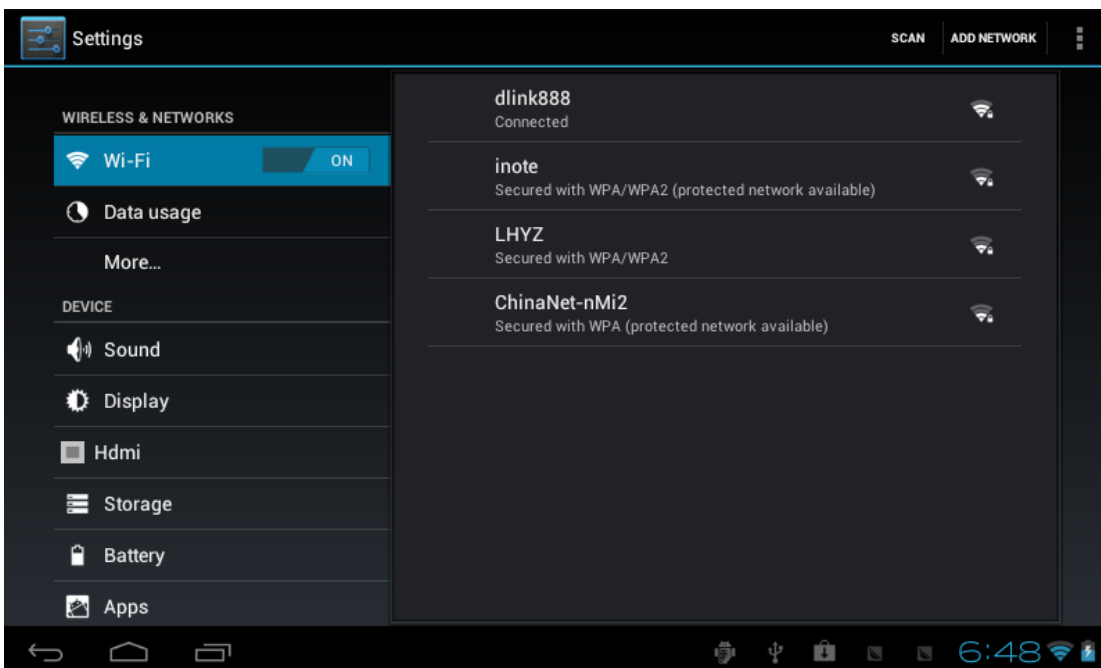 Settings
SCAN
ADD NETWORK
WIRELESS & NETWORKS
Wi-Fi
ON
Data usage
More...
DEVICE
Sound
Display
Hdmi
Storage
Battery
Apps
dlink888
Connected
inote
Secured with WPA/WPA2 (protected network available)
LHYZ
Secured with WPA/WPA2
ChinaNet-nMi2
Secured with WPA (protected network available)
6:48